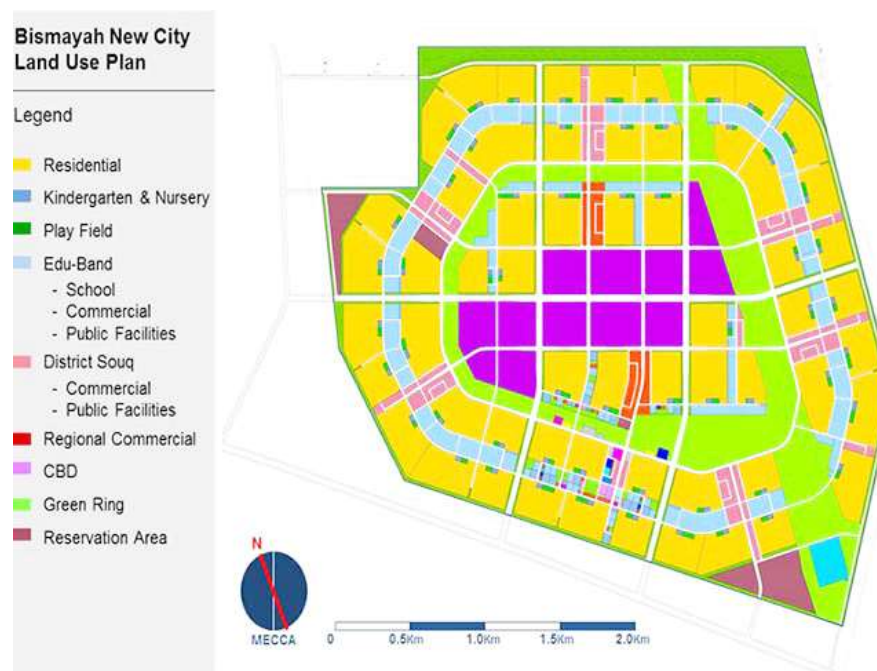 Bismayah New City
Land Use Plan
Legend
Residential
Kindergarten & Nursery
Play Field
Edu-Band
- School
- Commercial
- Public Facilities
District Souq
- Commercial
- Public Facilities
Regional Commercial
CBD
Green Ring
Reservation Area
N
MECCA
0 0.5Km 1.0Km 1.5Km 2.0Km